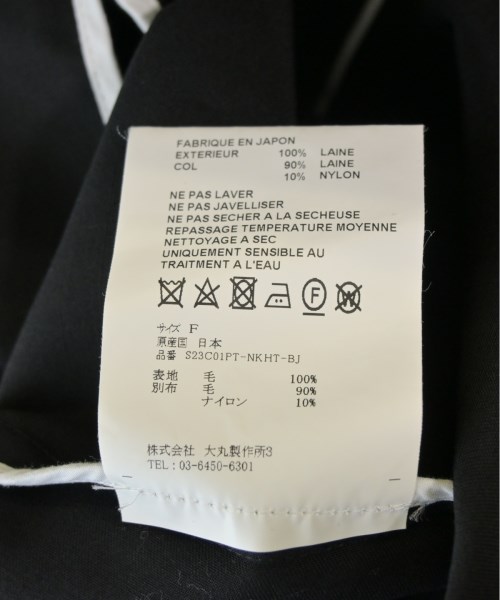 FABRIQUE EN JAPON
EXTERIEUR 100% LAINE
COL 90% LAINE
10% NYLON
NE PAS LAVER
NE PAS JAVELLISER
NE PAS SECHER A LA SECHEUSE
REPASSAGE TEMPERATURE MOYENNE
NETTOYAGE A SEC
UNIQUEMENT SENSIBLE AU
TRAITEMENT A L'EAU
F W
サイズ F
原産国 日本
品番 S23C01PT-NKHT-BJ
表地 毛 100%
別布 毛 90%
ナイロン 10%
株式会社 大丸製作所3
TEL:03-6450-6301